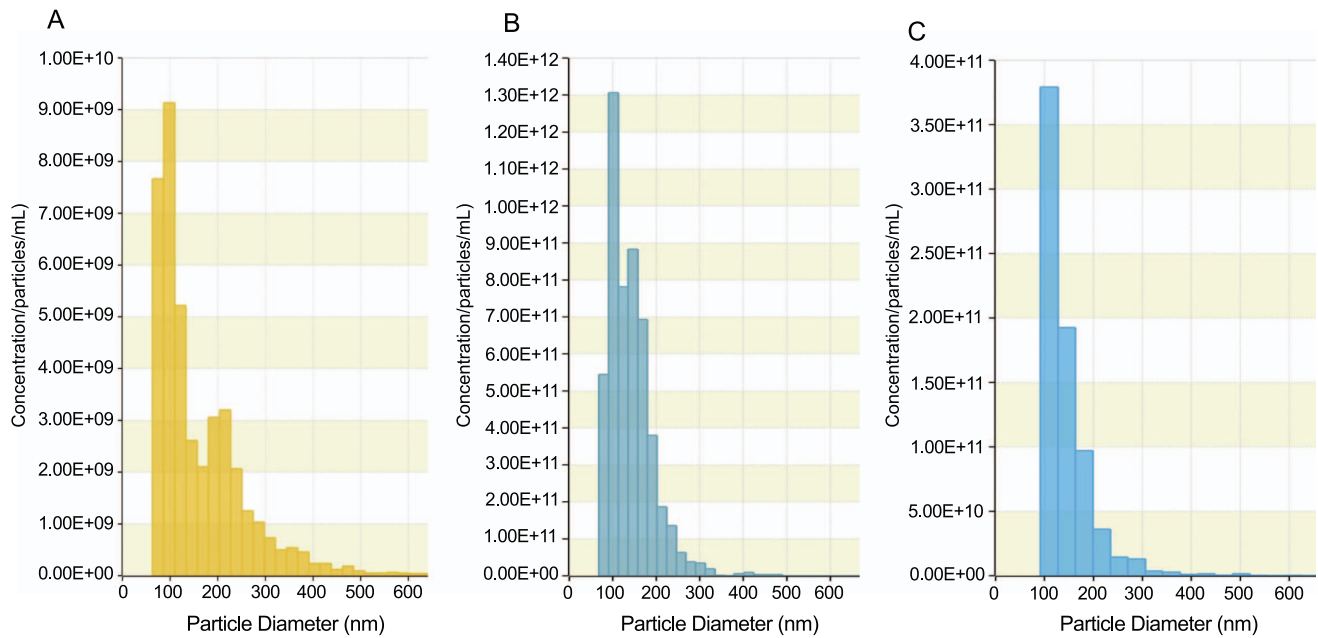 A
1.00E+10
9.00E+09
8.00E+09
7.00E+09
6.00E+09
5.00E+09
4.00E+09
3.00E+09
2.00E+09
1.00E+09
0.00E+00
Concentration/particles/mL)
0 100 200 300 400 500 600
Particle Diameter (nm)
B
1.40E+12
1.30E+12
1.20E+12
1.10E+12
1.00E+12
9.00E+11
8.00E+11
7.00E+11
6.00E+11
5.00E+11
4.00E+11
3.00E+11
2.00E+11
1.00E+11
0.00E+00
Concentration/particles/mL)
0 100 200 300 400 500 600
Particle Diameter (nm)
C
4.00E+11
3.50E+11
3.00E+11
2.50E+11
2.00E+11
1.50E+11
1.00E+11
5.00E+10
0.00E+00
Concentration/particles/mL)
0 100 200 300 400 500 600
Particle Diameter (nm)